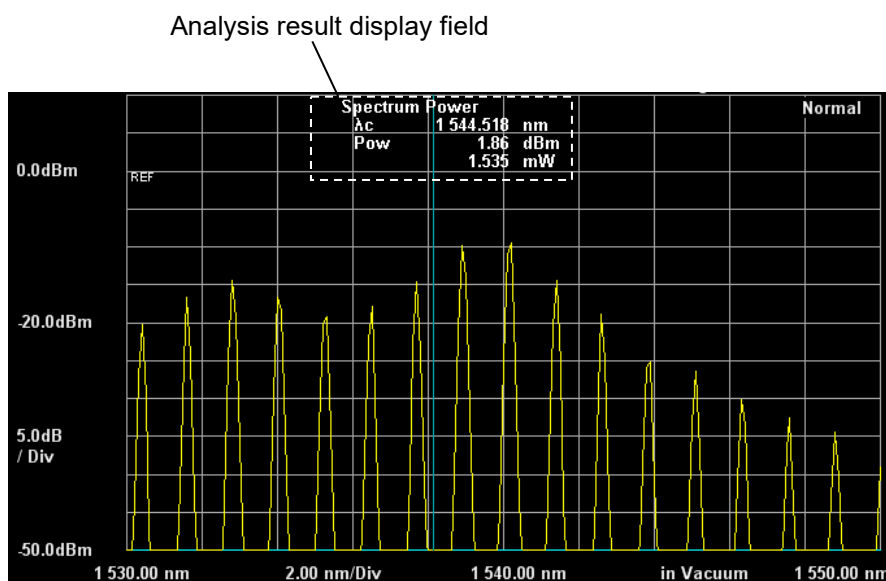 Analysis result display field
Spectrum Power
λc 1 544.518 nm
Pow 1.86 dBm
1.535 mW
Normal
0.0dBm
REF
-20.0dBm
5.0dB
/ Div
-50.0dBm
1 530.00 nm 2.00 nm/Div 1 540.00 nm in Vacuum 1 550.00 nm